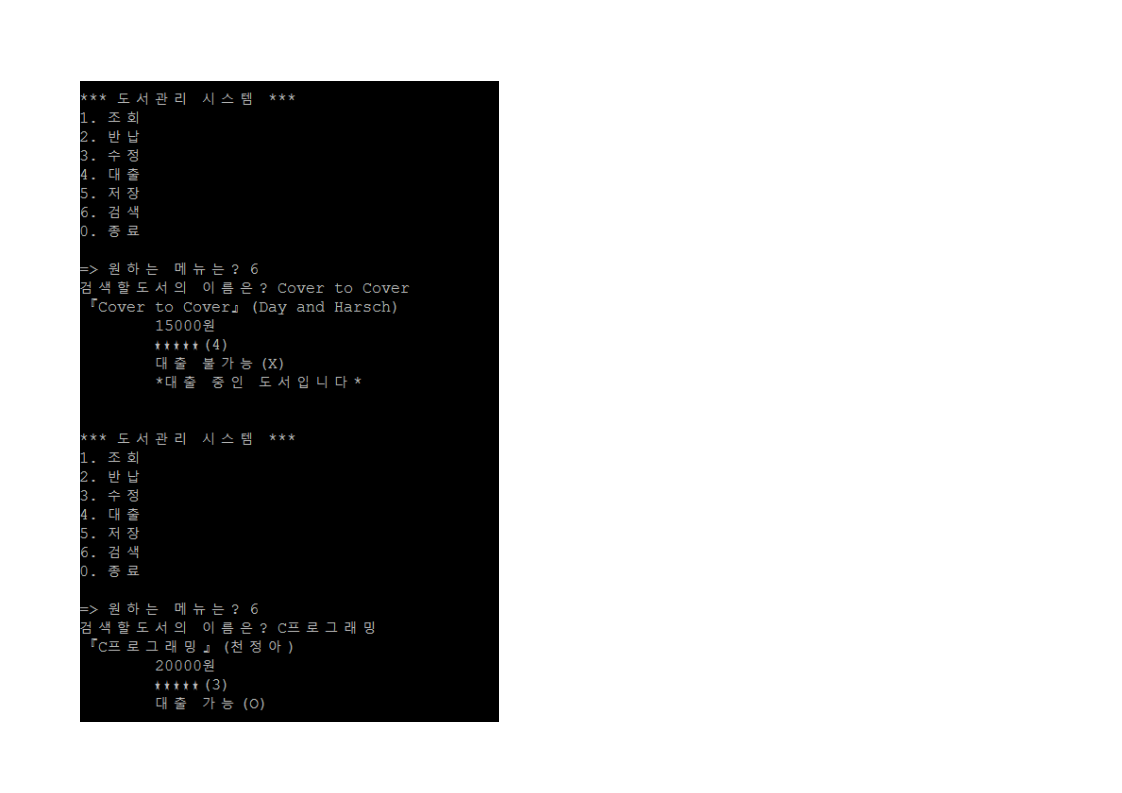 *** 도서관리 시스템 ***
1. 조회
2. 반납
3. 수정
4. 대출
5. 저장
6. 검색
0. 종료
=> 원하는 메뉴는? 6
검색할도서의 이름은? Cover to Cover
『Cover to Cover』(Day and Harsch)
15000원
(4)
대출 불가능(X)
*대출 중인 도서입니다*
*** 도서관리 시스템 ***
1. 조회
2. 반납
3. 수정
4. 대출
5. 저장
6. 검색
0. 종료
=> 원하는 메뉴는? 6
검색할도서의 이름은? C프로그래밍
『C프로그래밍』(천정아)
20000원
(3)
대출 가능(O)